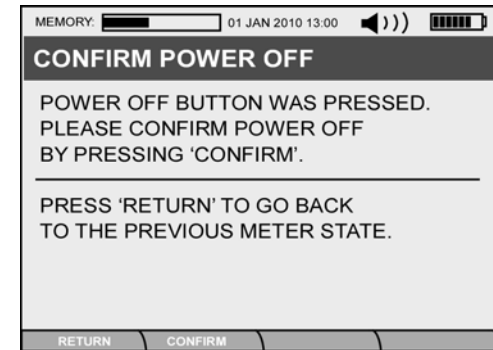 MEMORY: 01 JAN 2010 13:00
CONFIRM POWER OFF
POWER OFF BUTTON WAS PRESSED.
PLEASE CONFIRM POWER OFF
BY PRESSING ‘CONFIRM’.
PRESS ‘RETURN’ TO GO BACK
TO THE PREVIOUS METER STATE.
RETURN CONFIRM